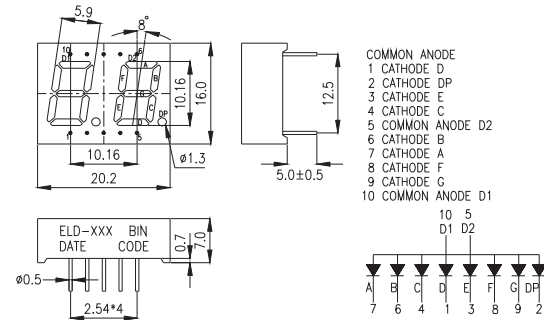 5.9
8°
10
D1
D2
6
A
F
B
G
E
C
D
DP
1
5
10.16
16.0
10.16
ø1.3
20.2
12.5
5.0±0.5
ELD-XXX BIN
DATE CODE
0.7
7.0
ø0.5
2.54*4
COMMON ANODE
1 CATHODE D
2 CATHODE DP
3 CATHODE E
4 CATHODE C
5 COMMON ANODE D2
6 CATHODE B
7 CATHODE A
8 CATHODE F
9 CATHODE G
10 COMMON ANODE D1
10 5
D1 D2
A B C D E F G DP
7 6 4 1 3 8 9 2